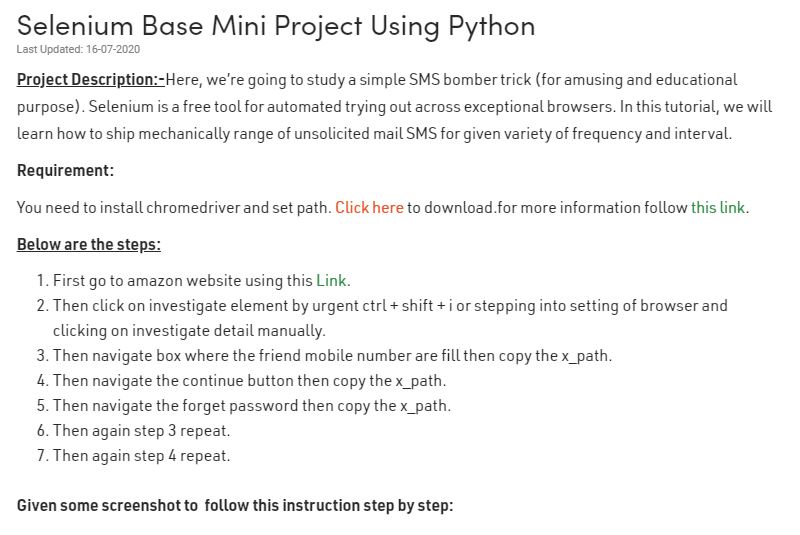 Selenium Base Mini Project Using Python
Last Updated: 16-07-2020
Project Description:-Here, we're going to study a simple SMS bomber trick (for amusing and educational
purpose). Selenium is a free tool for automated trying out across exceptional browsers. In this tutorial, we will
learn how to ship mechanically range of unsolicited mail SMS for given variety of frequency and interval.
Requirement:
You need to install chromedriver and set path. Click here to download.for more information follow this link.
Below are the steps:
1. First go to amazon website using this Link.
2. Then click on investigate element by urgent ctrl + shift + i or stepping into setting of browser and
clicking on investigate detail manually.
3. Then navigate box where the friend mobile number are fill then copy the x_path.
4. Then navigate the continue button then copy the x_path.
5. Then navigate the forget password then copy the x_path.
6. Then again step 3 repeat.
7. Then again step 4 repeat.
Given some screenshot to follow this instruction step by step: